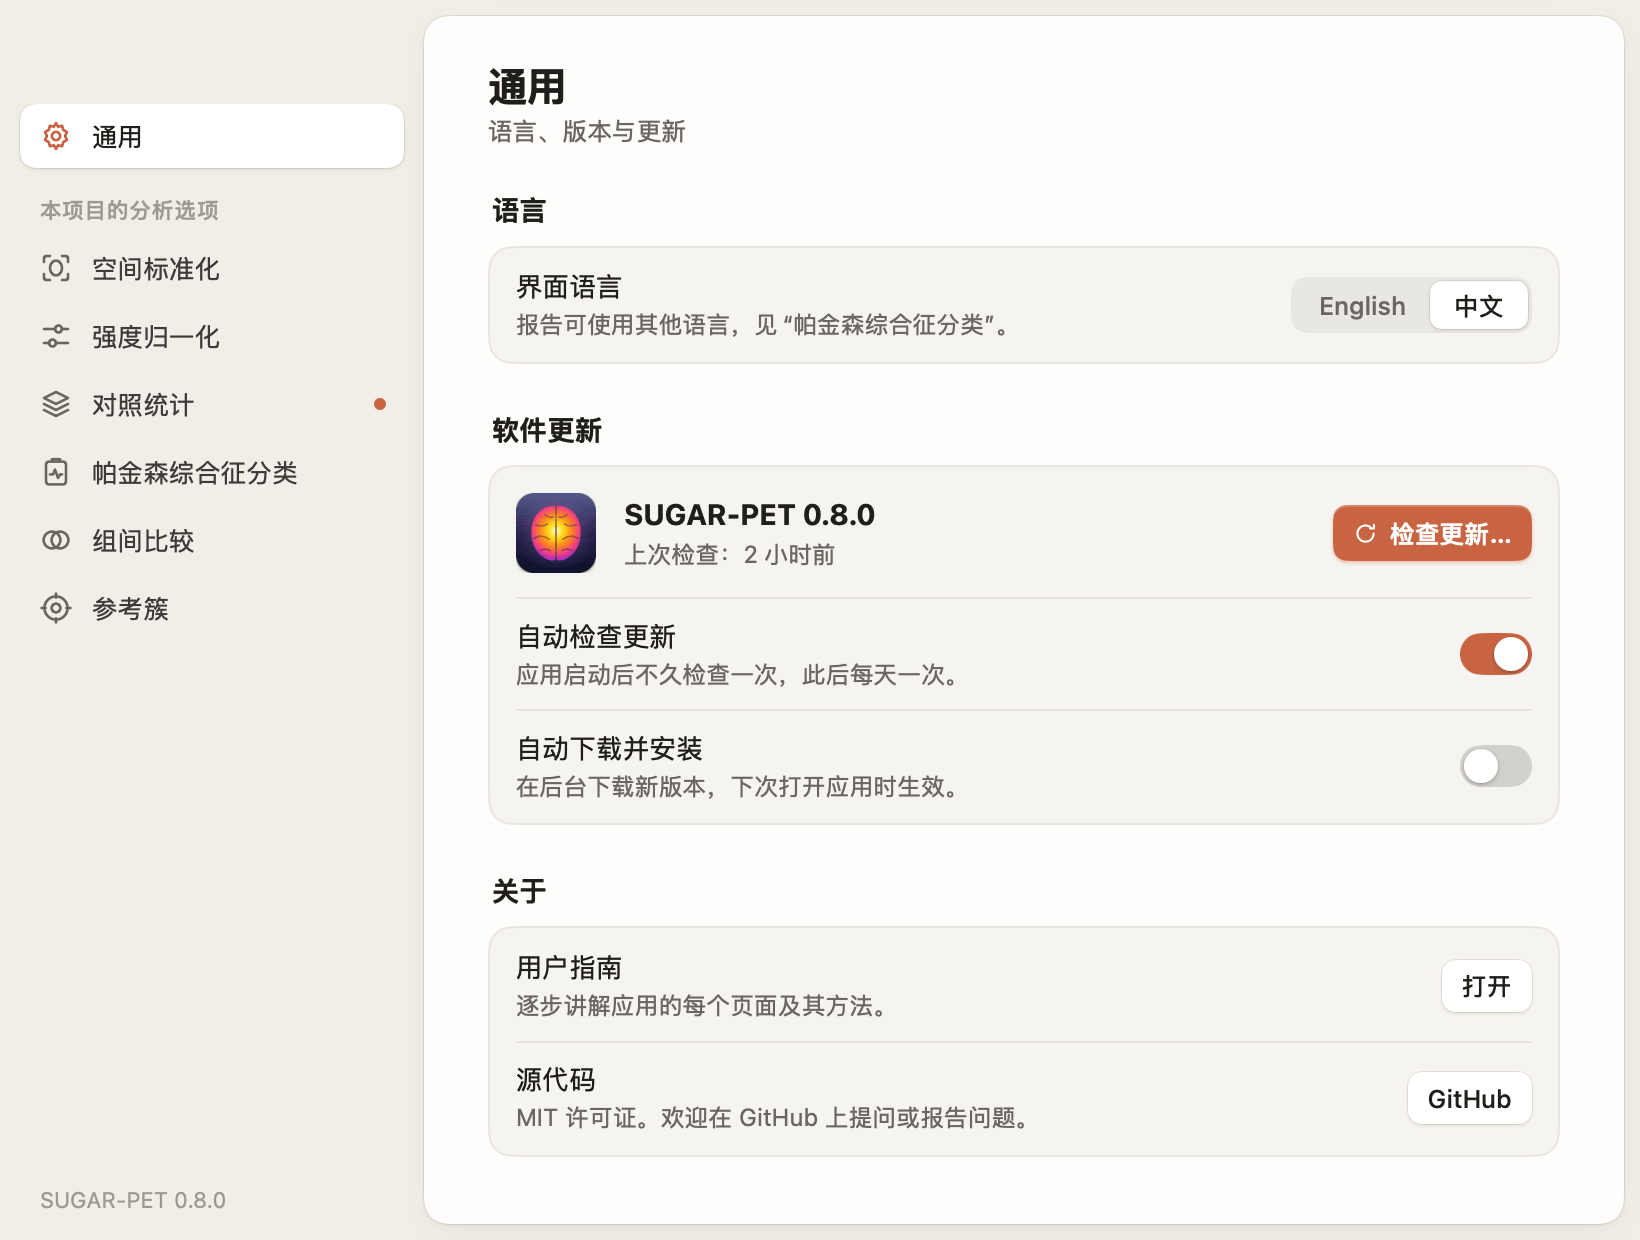 通用
本项目的分析选项
空间标准化
强度归一化
对照统计
帕金森综合征分类
组间比较
参考簇
SUGAR-PET 0.8.0
通用
语言、版本与更新
语言
界面语言
报告可使用其他语言，见 “帕金森综合征分类”。
English 中文
软件更新
SUGAR-PET 0.8.0
上次检查：2 小时前
检查更新...
自动检查更新
应用启动后不久检查一次，此后每天一次。
自动下载并安装
在后台下载新版本，下次打开应用时生效。
关于
用户指南
逐步讲解应用的每个页面及其方法。
打开
源代码
MIT 许可证。欢迎在 GitHub 上提问或报告问题。
GitHub